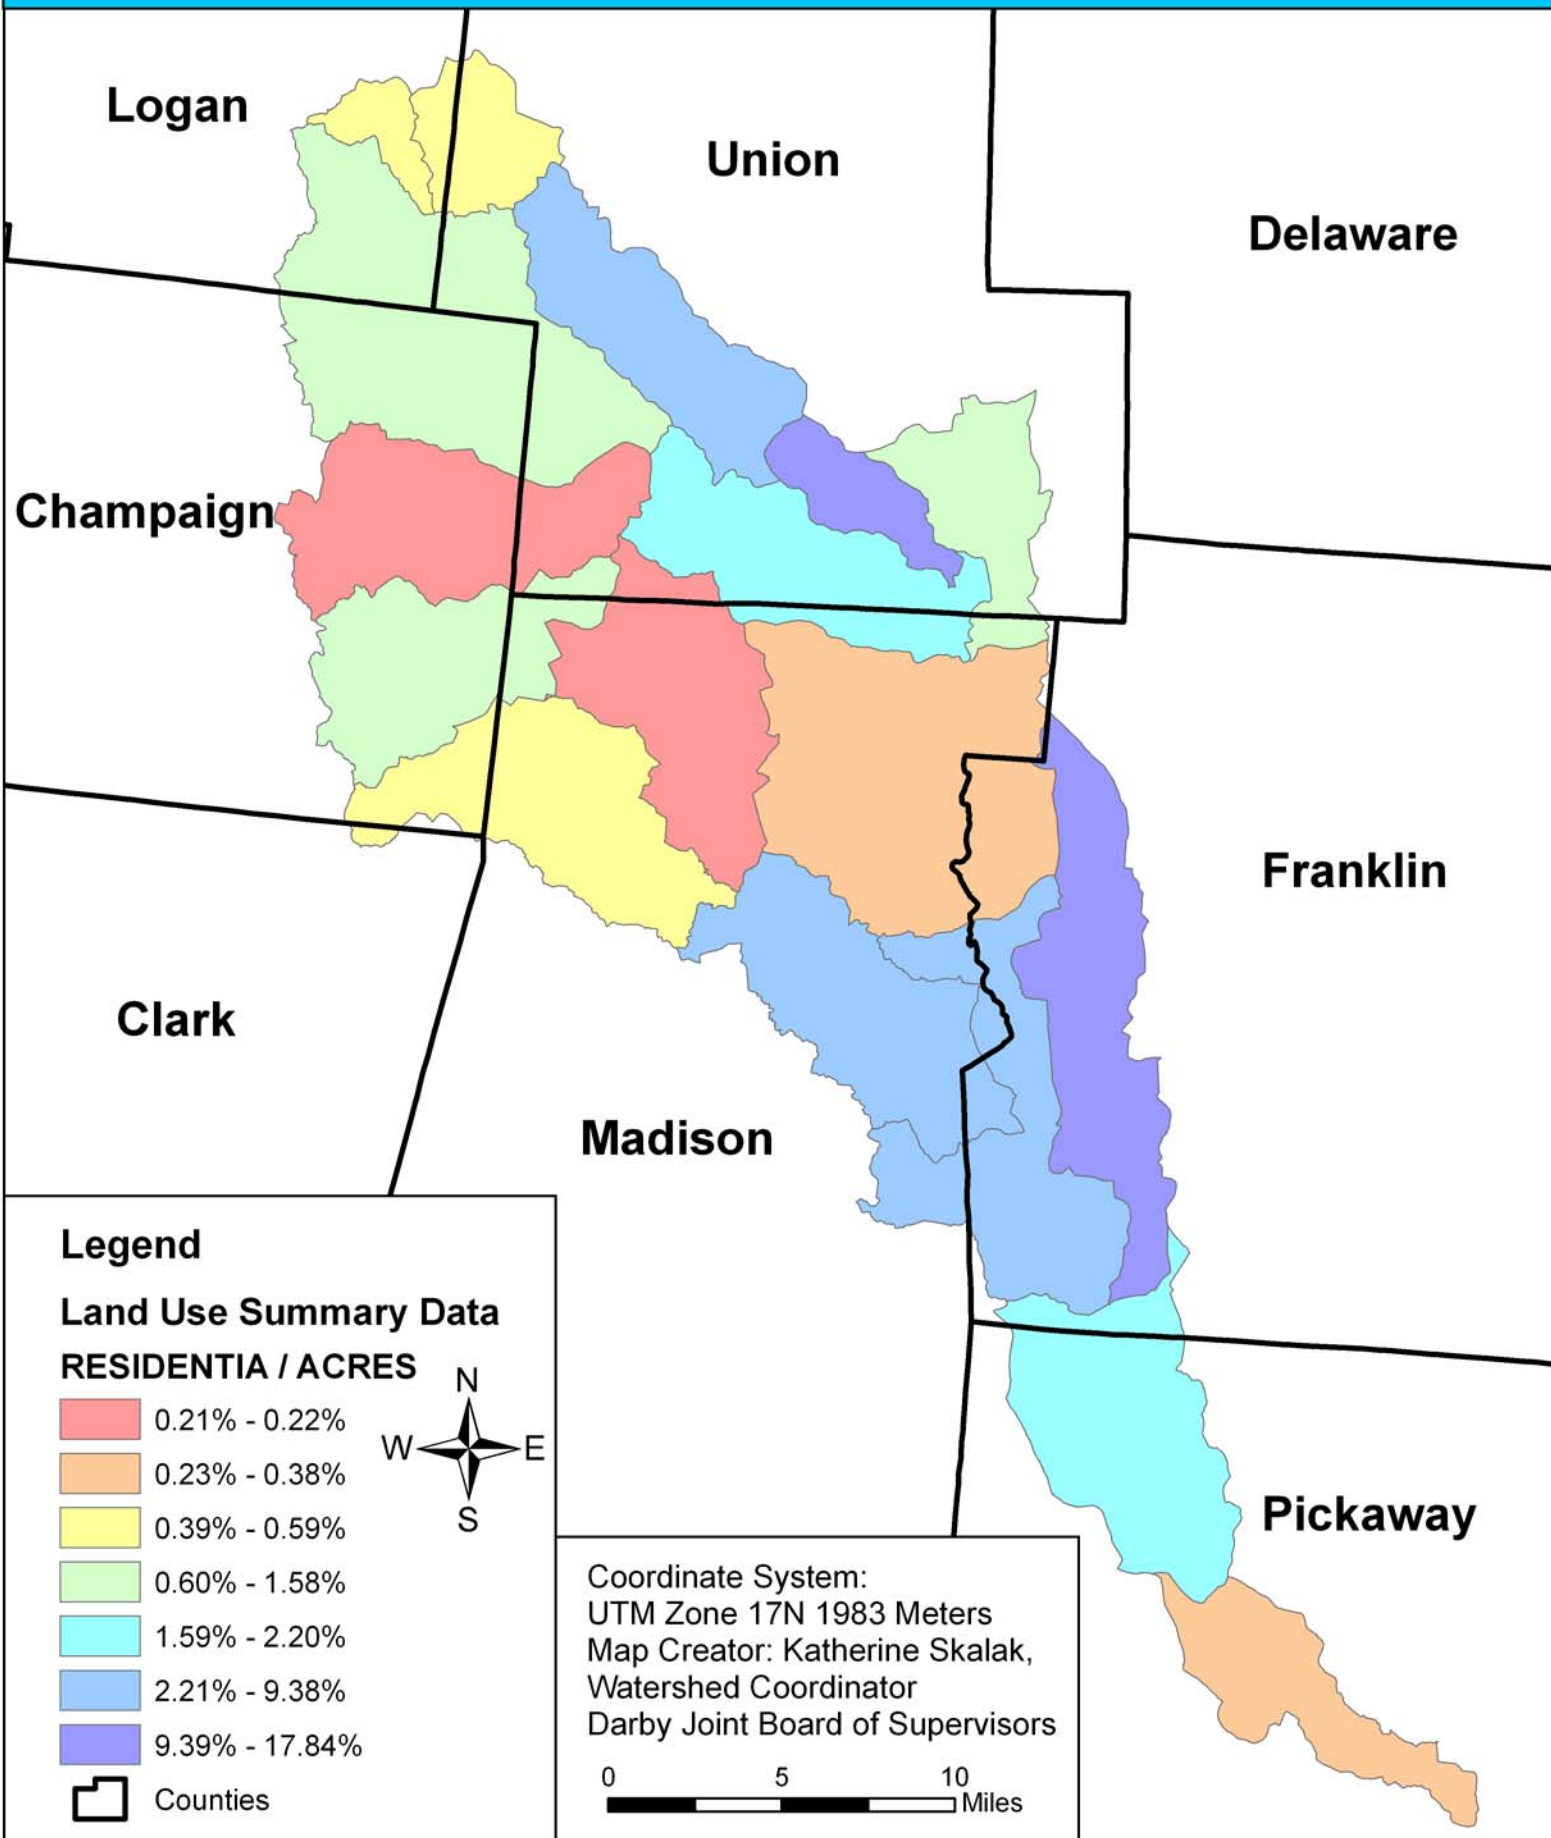 Logan
Union
Delaware
Champaign
Franklin
Clark
Madison
Pickaway
Legend
Land Use Summary Data
RESIDENTIA / ACRES
0.21% - 0.22%
0.23% - 0.38%
0.39% - 0.59%
0.60% - 1.58%
1.59% - 2.20%
2.21% - 9.38%
9.39% - 17.84%
Counties
N
W E
S
Coordinate System:
UTM Zone 17N 1983 Meters
Map Creator: Katherine Skalak,
Watershed Coordinator
Darby Joint Board of Supervisors
0 5 10
Miles